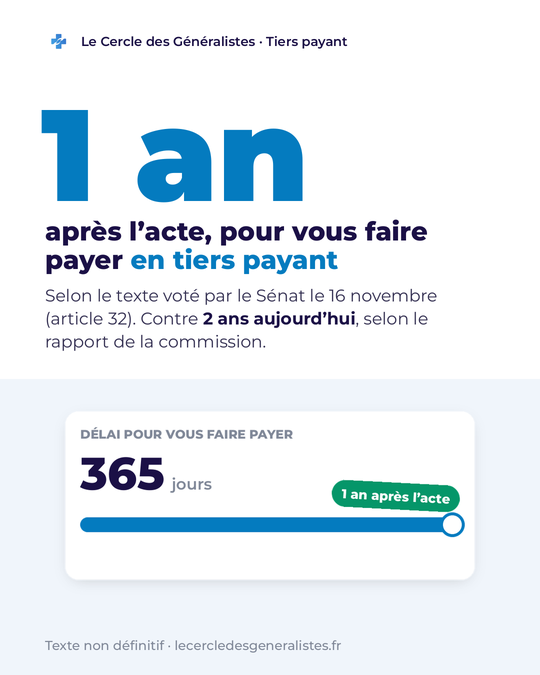 Le Cercle des Généralistes · Tiers payant
1 an
après l’acte, pour vous faire
payer en tiers payant
Selon le texte voté par le Sénat le 16 novembre
(article 32). Contre 2 ans aujourd’hui, selon le
rapport de la commission.
DÉLAI POUR VOUS FAIRE PAYER
365 jours
1 an après l’acte
Texte non définitif · lecercledesgeneralistes.fr